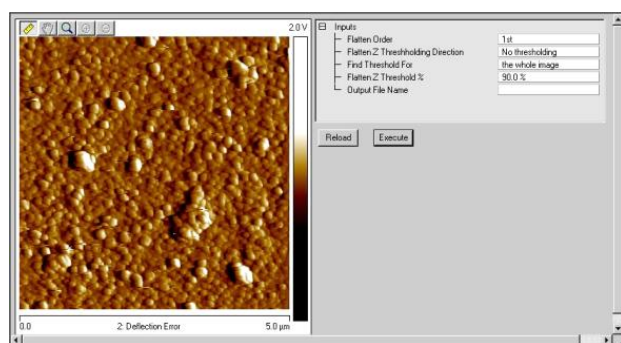 2.0 V
0.0 2: Deflection Error 5.0 µm
Inputs
Flatten Order 1st
Flatten Z Threshholding Direction No thresholding
Find Threshold For the whole image
Flatten Z Threshold % 90.0 %
Output File Name
Reload Execute